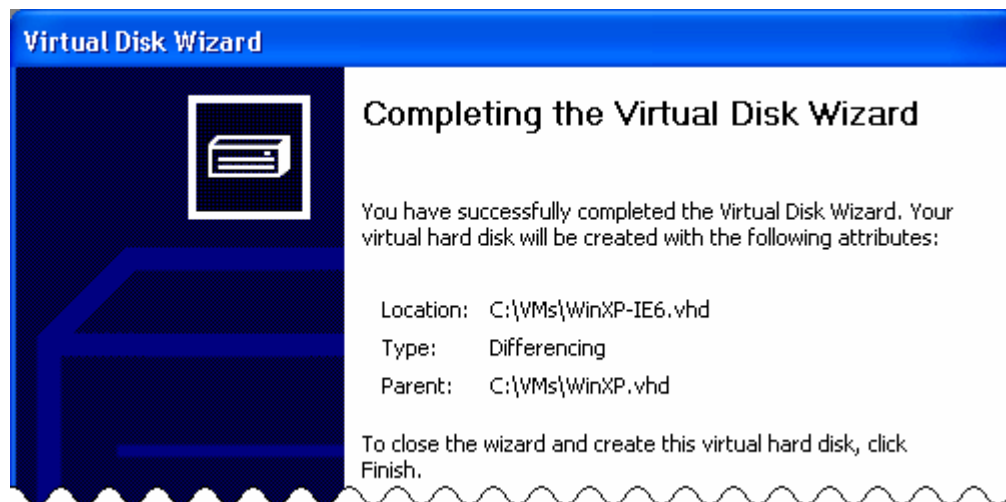 Virtual Disk Wizard
Completing the Virtual Disk Wizard
You have successfully completed the Virtual Disk Wizard. Your
virtual hard disk will be created with the following attributes:
Location: C:\VMs\WinXP-IE6.vhd
Type: Differencing
Parent: C:\VMs\WinXP.vhd
To close the wizard and create this virtual hard disk, click
Finish.